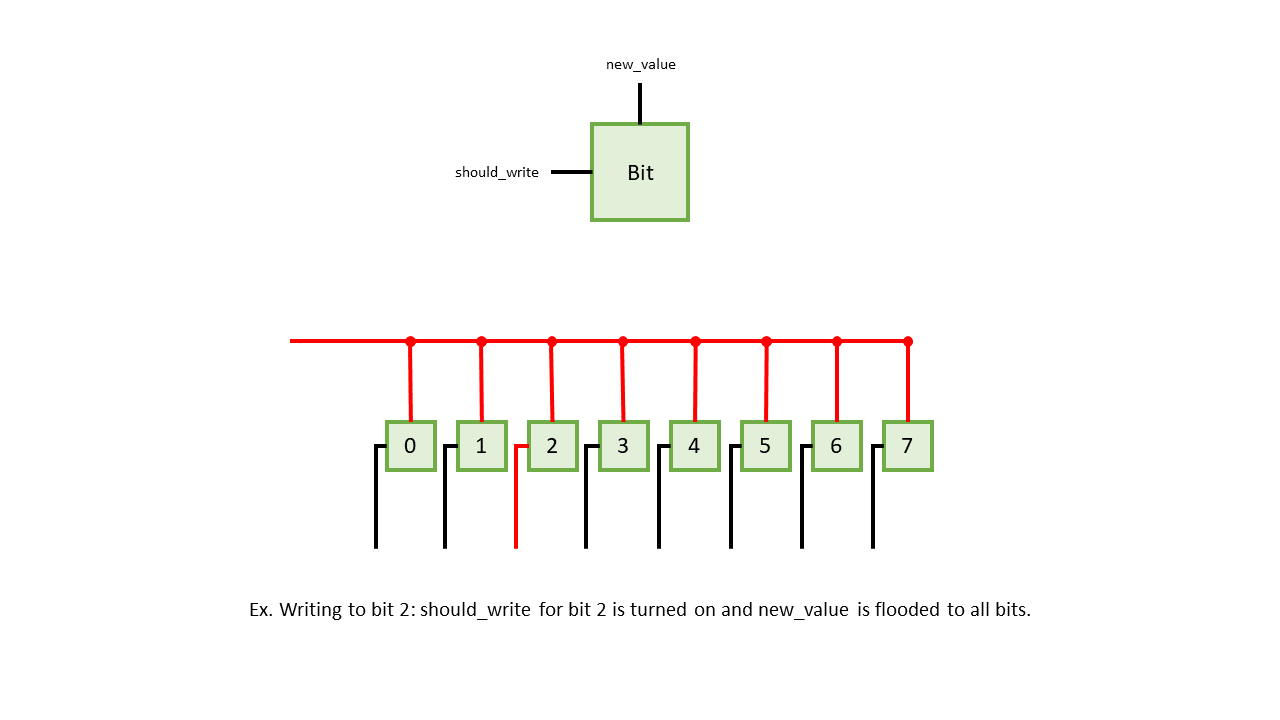 new_value
should_write
Bit
0 1 2 3 4 5 6 7
Ex. Writing to bit 2: should_write for bit 2 is turned on and new_value is flooded to all bits.